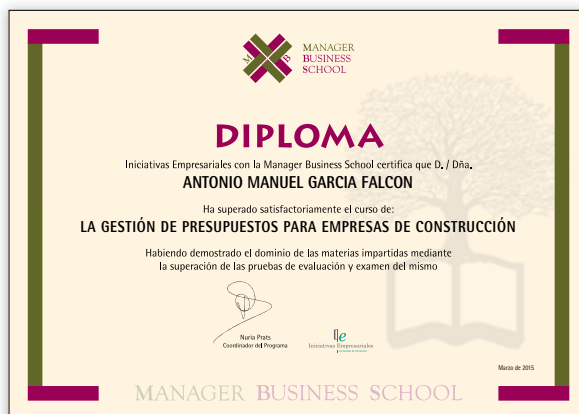 M B
MANAGER
BUSINESS
SCHOOL
DIPLOMA
Iniciativas Empresariales con la Manager Business School certifica que D. / Dña.
ANTONIO MANUEL GARCIA FALCON
Ha superado satisfactoriamente el curso de:
LA GESTIÓN DE PRESUPUESTOS PARA EMPRESAS DE CONSTRUCCIÓN
Habiendo demostrado el dominio de las materias impartidas mediante
la superación de las pruebas de evaluación y examen del mismo
Nuria Prats
Coordinador del Programa
Ie
Iniciativas Empresariales
Marzo de 2015
MANAGER BUSINESS SCHOOL